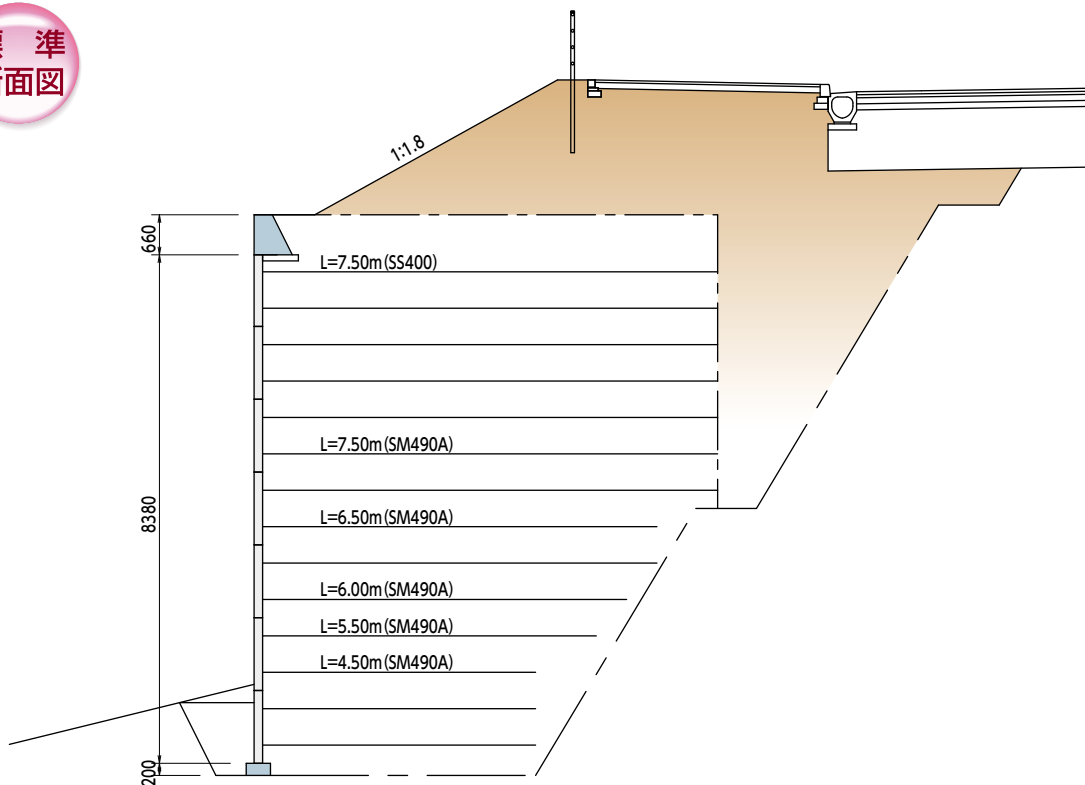 準
面図
1:1.8
660
L=7.50m(SS400)
L=7.50m(SM490A)
8380
L=6.50m(SM490A)
L=6.00m(SM490A)
L=5.50m(SM490A)
L=4.50m(SM490A)
200